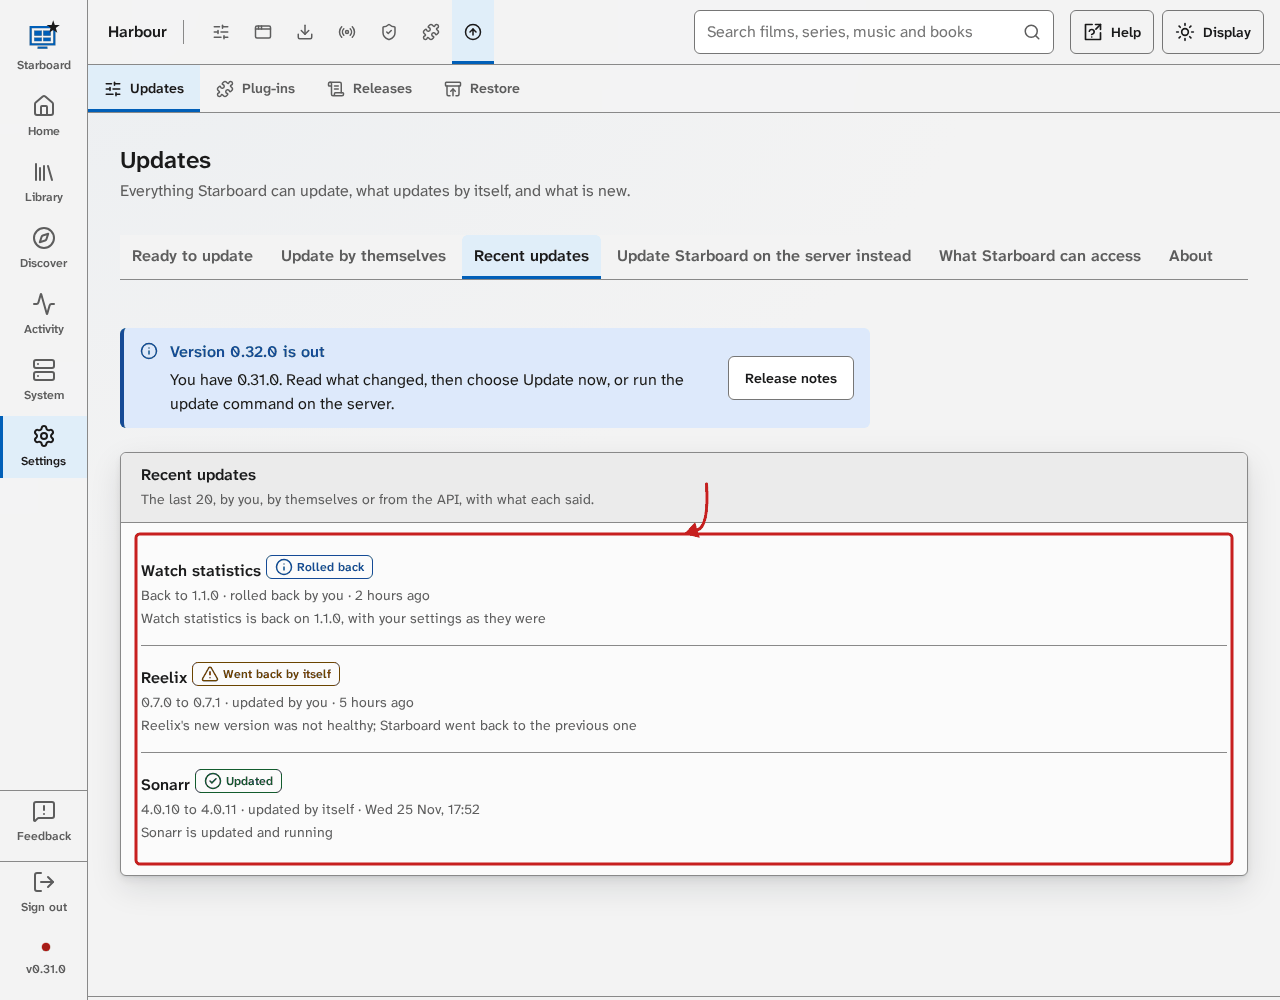 Starboard
Home
Library
Discover
Activity
System
Settings
Feedback
Sign out
v0.31.0
Harbour
Search films, series, music and books
Help
Display
Updates
Plug-ins
Releases
Restore
Updates
Everything Starboard can update, what updates by itself, and what is new.
Ready to update
Update by themselves
Recent updates
Update Starboard on the server instead
What Starboard can access
About
Version 0.32.0 is out
You have 0.31.0. Read what changed, then choose Update now, or run the
update command on the server.
Release notes
Recent updates
The last 20, by you, by themselves or from the API, with what each said.
Watch statistics
Rolled back
Back to 1.1.0 · rolled back by you · 2 hours ago
Watch statistics is back on 1.1.0, with your settings as they were
Reelix
Went back by itself
0.7.0 to 0.7.1 · updated by you · 5 hours ago
Reelix's new version was not healthy; Starboard went back to the previous one
Sonarr
Updated
4.0.10 to 4.0.11 · updated by itself · Wed 25 Nov, 17:52
Sonarr is updated and running